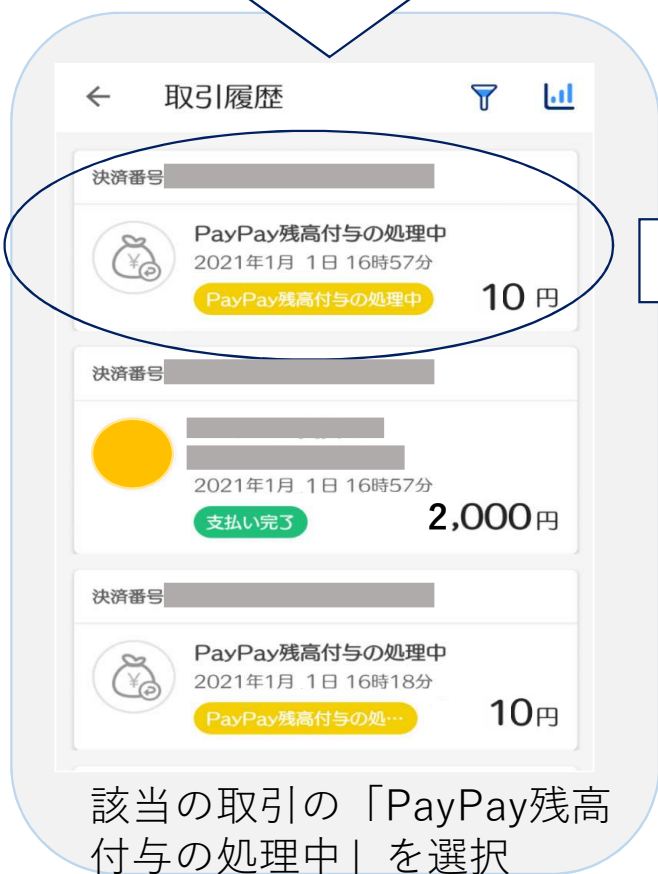 取引履歴
決済番号
PayPay残高付与の処理中
2021年1月 1日 16時57分
PayPay残高付与の処理中
10 円
決済番号
2021年1月 1日 16時57分
支払い完了
2,000円
決済番号
PayPay残高付与の処理中
2021年1月 1日 16時18分
PayPay残高付与の処…
10円
該当の取引の「PayPay残高
付与の処理中」を選択